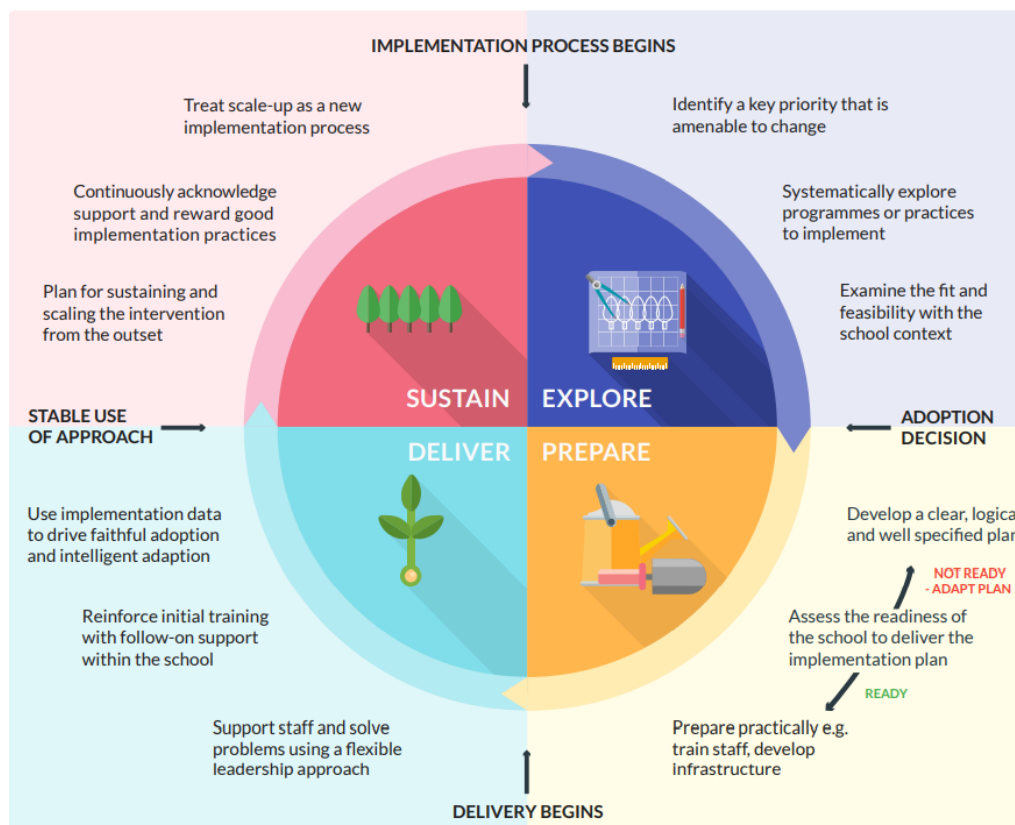 IMPLEMENTATION PROCESS BEGINS
Treat scale-up as a new
implementation process
Identify a key priority that is
amenable to change
Continuously acknowledge
support and reward good
implementation practices
Systematically explore
programmes or practices
to implement
Plan for sustaining and
scaling the intervention
from the outset
Examine the fit and
feasibility with the
school context
SUSTAIN
EXPLORE
STABLE USE
OF APPROACH
ADOPTION
DECISION
DELIVER
PREPARE
Use implementation data
to drive faithful adoption
and intelligent adaption
Develop a clear, logica
and well specified plan
NOT READY
- ADAPT PLAN
Reinforce initial training
with follow-on support
within the school
Assess the readiness of
the school to deliver the
implementation plan
READY
Support staff and solve
problems using a flexible
leadership approach
Prepare practically e.g.
train staff, develop
infrastructure
DELIVERY BEGINS